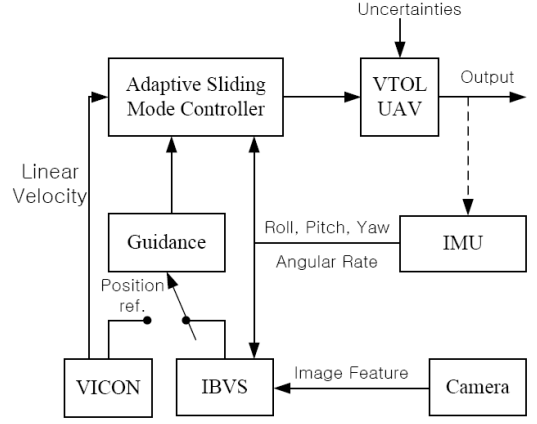 Uncertainties
Adaptive Sliding
Mode Controller
VTOL
UAV
Output
Linear
Velocity
Guidance
Roll, Pitch, Yaw
Angular Rate
IMU
Position
ref.
VICON
IBVS
Image Feature
Camera